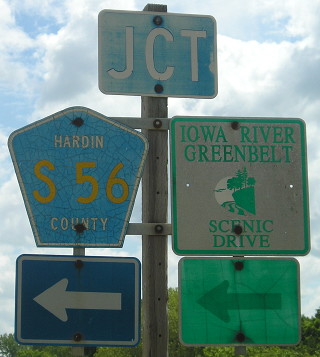 JCT
HARDIN
S 56
COUNTY
IOWA RIVER
GREENBELT
SCENIC
DRIVE